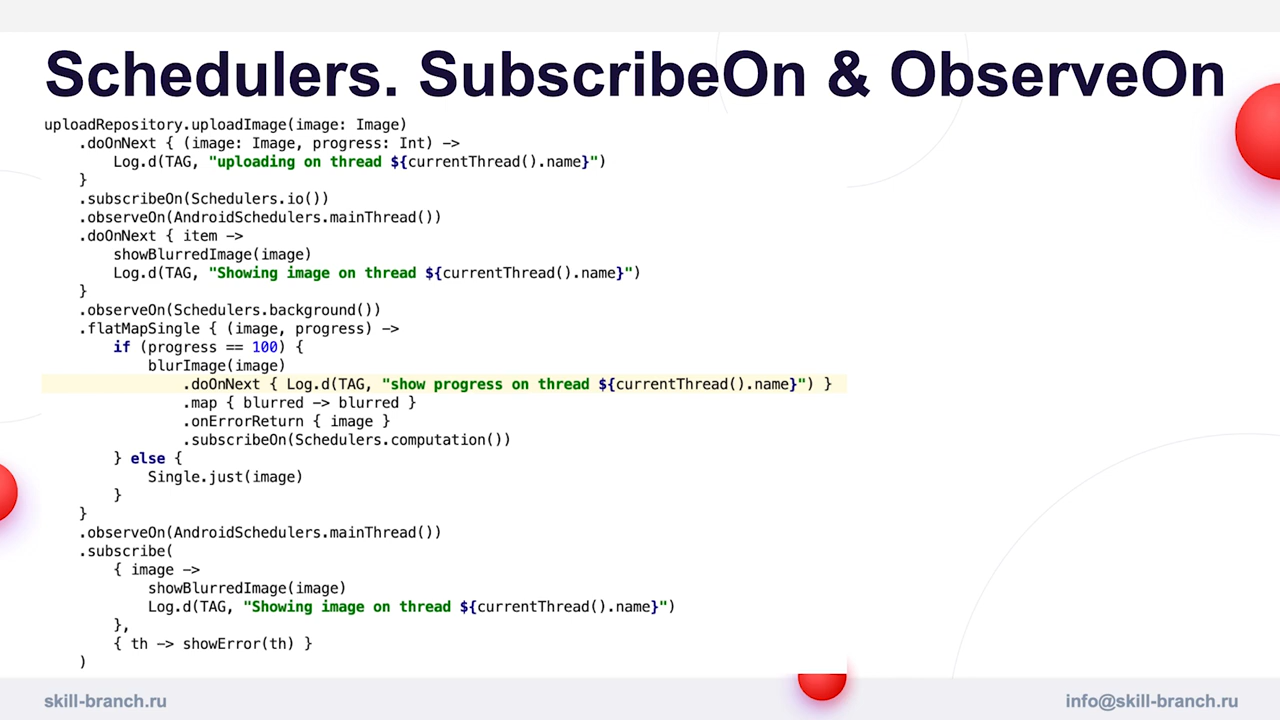 Schedulers. SubscribeOn & ObserveOn
uploadRepository.uploadImage(image: Image)
    .doOnNext { (image: Image, progress: Int) ->
        Log.d(TAG, "uploading on thread ${currentThread().name}")
    }
    .subscribeOn(Schedulers.io())
    .observeOn(AndroidSchedulers.mainThread())
    .doOnNext { item ->
        showBlurredImage(image)
        Log.d(TAG, "Showing image on thread ${currentThread().name}")
    }
    .observeOn(Schedulers.background())
    .flatMapSingle { (image, progress) ->
        if (progress == 100) {
            blurImage(image)
                .doOnNext { Log.d(TAG, "show progress on thread ${currentThread().name}") }
                .map { blurred -> blurred }
                .onErrorReturn { image }
                .subscribeOn(Schedulers.computation())
        } else {
            Single.just(image)
        }
    }
    .observeOn(AndroidSchedulers.mainThread())
    .subscribe(
        { image ->
            showBlurredImage(image)
            Log.d(TAG, "Showing image on thread ${currentThread().name}")
        },
        { th -> showError(th) }
    )
skill-branch.ru
info@skill-branch.ru